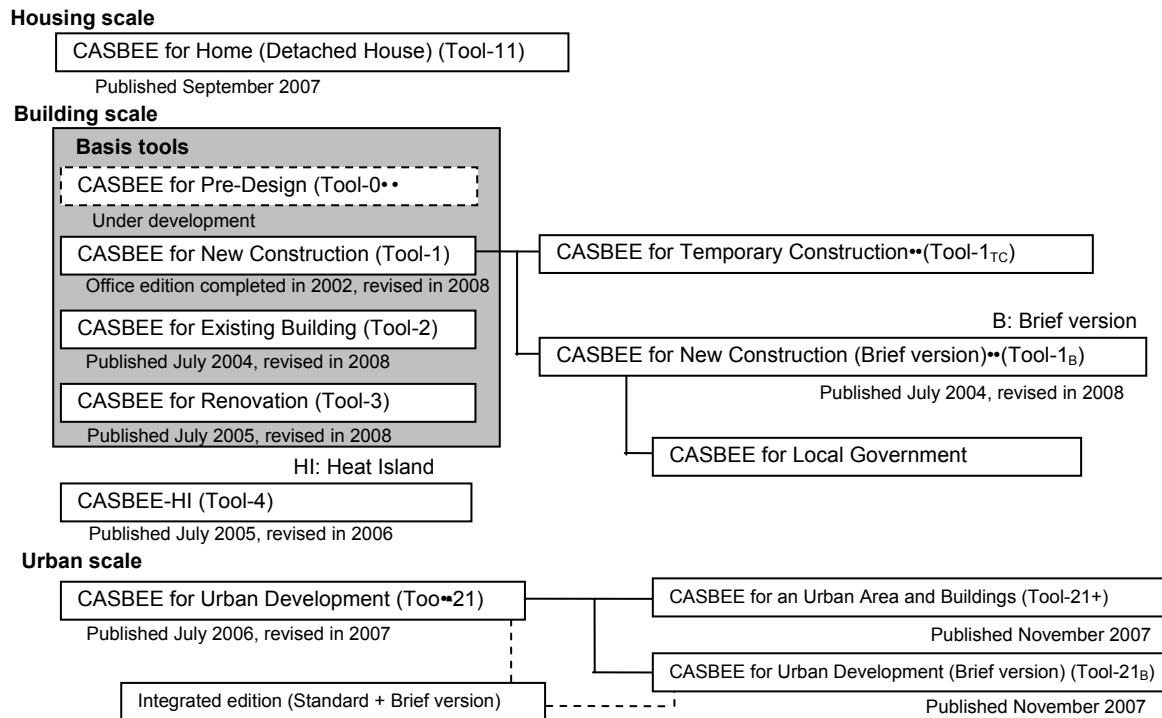 Housing scale
CASBEE for Home (Detached House) (Tool-11)
Published September 2007
Building scale
Basis tools
CASBEE for Pre-Design (Tool-0••
Under development
CASBEE for New Construction (Tool-1)
Office edition completed in 2002, revised in 2008
CASBEE for Temporary Construction••(Tool-1TC)
CASBEE for Existing Building (Tool-2)
Published July 2004, revised in 2008
B: Brief version
CASBEE for New Construction (Brief version)••(Tool-1B)
Published July 2004, revised in 2008
CASBEE for Renovation (Tool-3)
Published July 2005, revised in 2008
CASBEE for Local Government
HI: Heat Island
CASBEE-HI (Tool-4)
Published July 2005, revised in 2006
Urban scale
CASBEE for Urban Development (Too••21)
Published July 2006, revised in 2007
CASBEE for an Urban Area and Buildings (Tool-21+)
Published November 2007
CASBEE for Urban Development (Brief version) (Tool-21B)
Published November 2007
Integrated edition (Standard + Brief version)